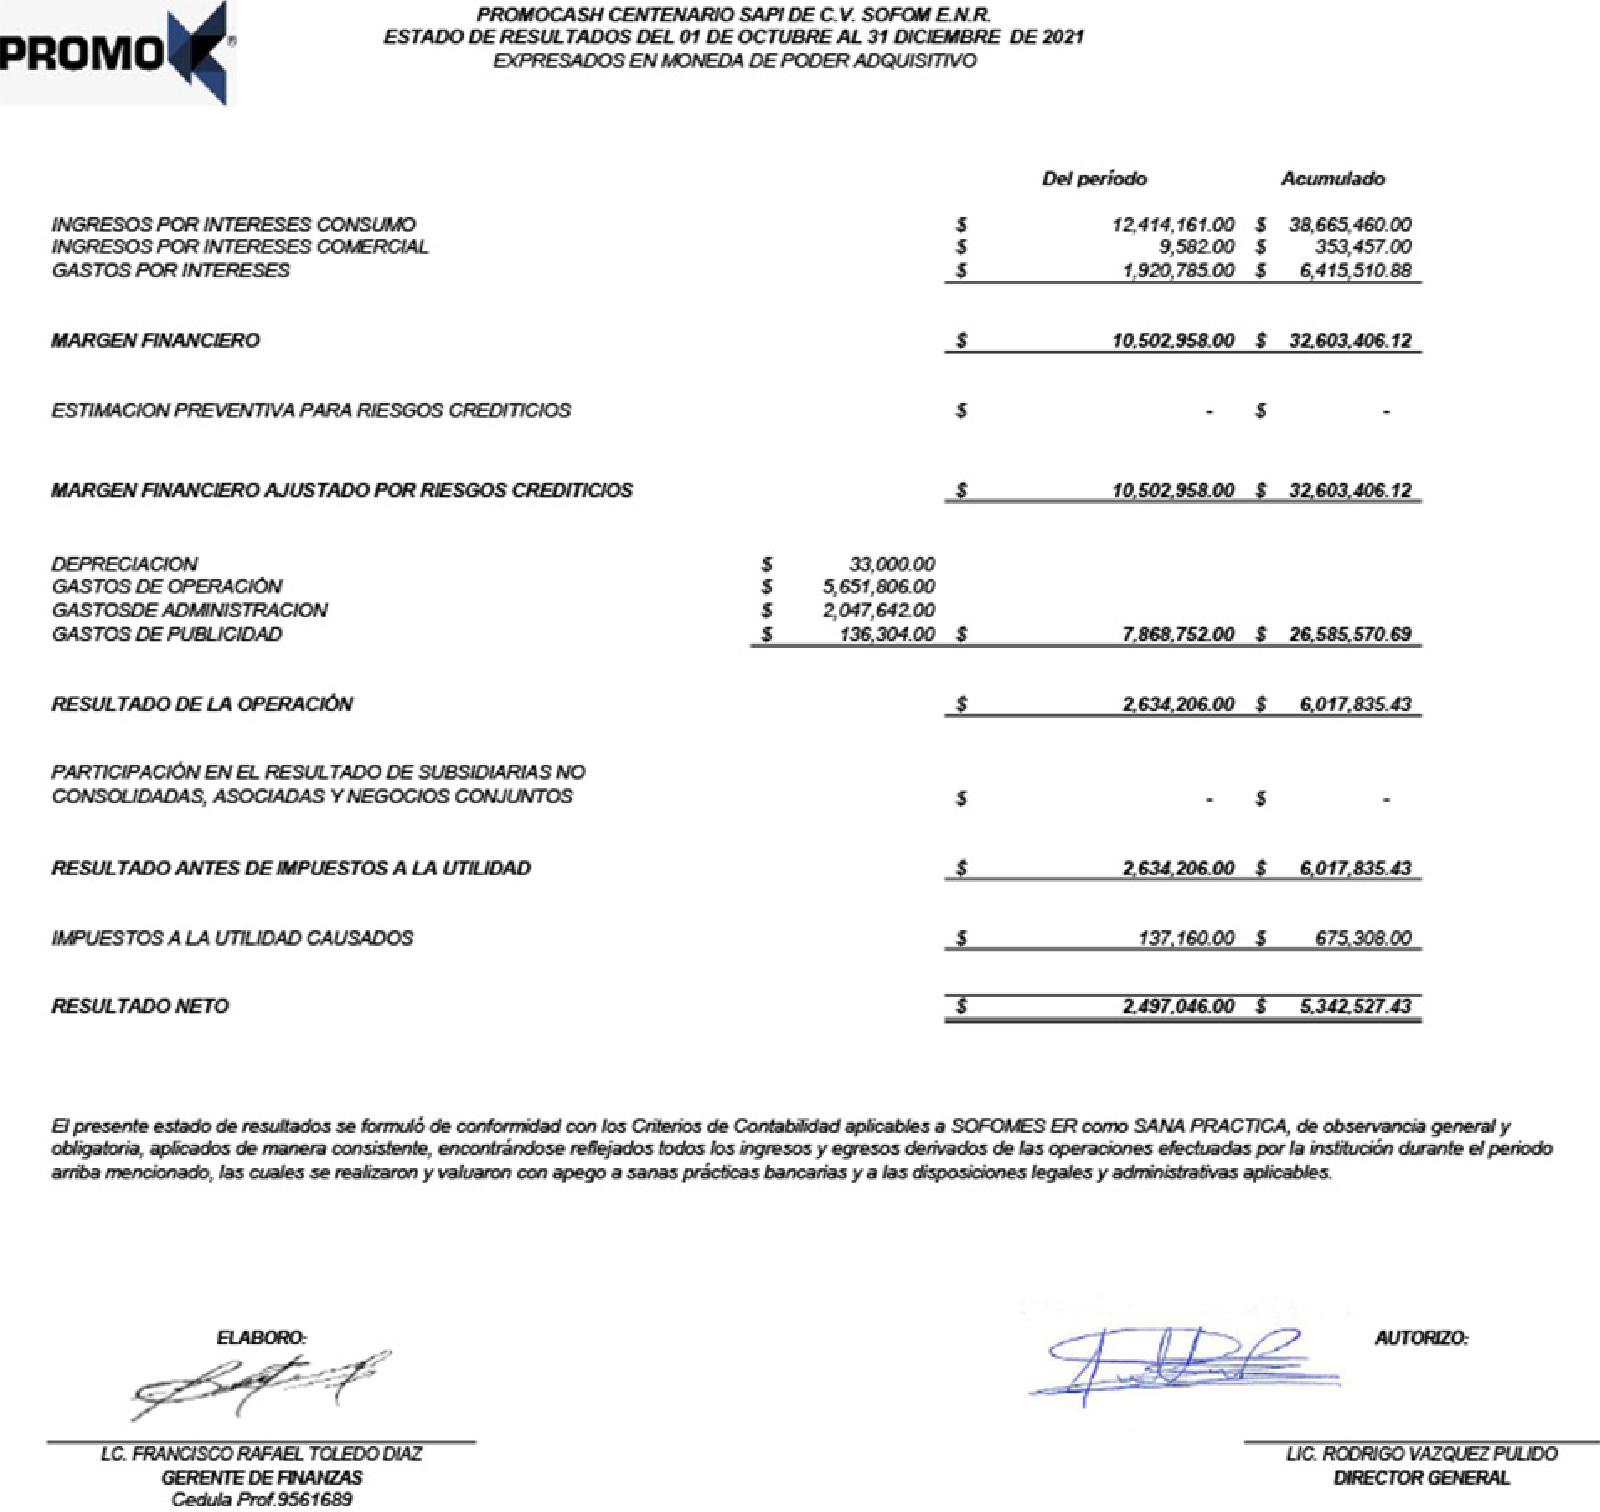 PROMOCASH CENTENARIO SAPI DE C.V. SOFOM E.N.R.
PROMO ®
ESTADO DE RESULTADOS DEL 01 DE OCTUBRE AL 31 DICIEMBRE DE 2021
EXPRESADOS EN MONEDA DE PODER ADQUISITIVO
Del período Acumulado
INGRESOS POR INTERESES CONSUMO $ 12,414,161.00 $ 38,665,460.00
INGRESOS POR INTERESES COMERCIAL $ 9,582.00 $ 353,457.00
GASTOS POR INTERESES $ 1,920,785.00 $ 6,415,510.88
MARGEN FINANCIERO $ 10,502,958.00 $ 32,603,406.12
ESTIMACION PREVENTIVA PARA RIESGOS CREDITICIOS $ - $ -
MARGEN FINANCIERO AJUSTADO POR RIESGOS CREDITICIOS $ 10,502,958.00 $ 32,603,406.12
DEPRECIACION $ 33,000.00
GASTOS DE OPERACIÓN $ 5,651,806.00
GASTOSDE ADMINISTRACION $ 2,047,642.00
GASTOS DE PUBLICIDAD $ 136,304.00 $ 7,868,752.00 $ 26,585,570.69
RESULTADO DE LA OPERACIÓN $ 2,634,206.00 $ 6,017,835.43
PARTICIPACIÓN EN EL RESULTADO DE SUBSIDIARIAS NO
CONSOLIDADAS, ASOCIADAS Y NEGOCIOS CONJUNTOS $ - $ -
RESULTADO ANTES DE IMPUESTOS A LA UTILIDAD $ 2,634,206.00 $ 6,017,835.43
IMPUESTOS A LA UTILIDAD CAUSADOS $ 137,160.00 $ 675,308.00
RESULTADO NETO $ 2,497,046.00 $ 5,342,527.43
El presente estado de resultados se formuló de conformidad con los Criterios de Contabilidad aplicables a SOFOMES ER como SANA PRACTICA, de observancia general y
obligatoria, aplicados de manera consistente, encontrándose reflejados todos los ingresos y egresos derivados de las operaciones efectuadas por la institución durante el periodo
arriba mencionado, las cuales se realizaron y valuaron con apego a sanas prácticas bancarias y a las disposiciones legales y administrativas aplicables.
ELABORO: AUTORIZO:
LC. FRANCISCO RAFAEL TOLEDO DIAZ LIC. RODRIGO VAZQUEZ PULIDO
GERENTE DE FINANZAS DIRECTOR GENERAL
Cedula Prof.9561689